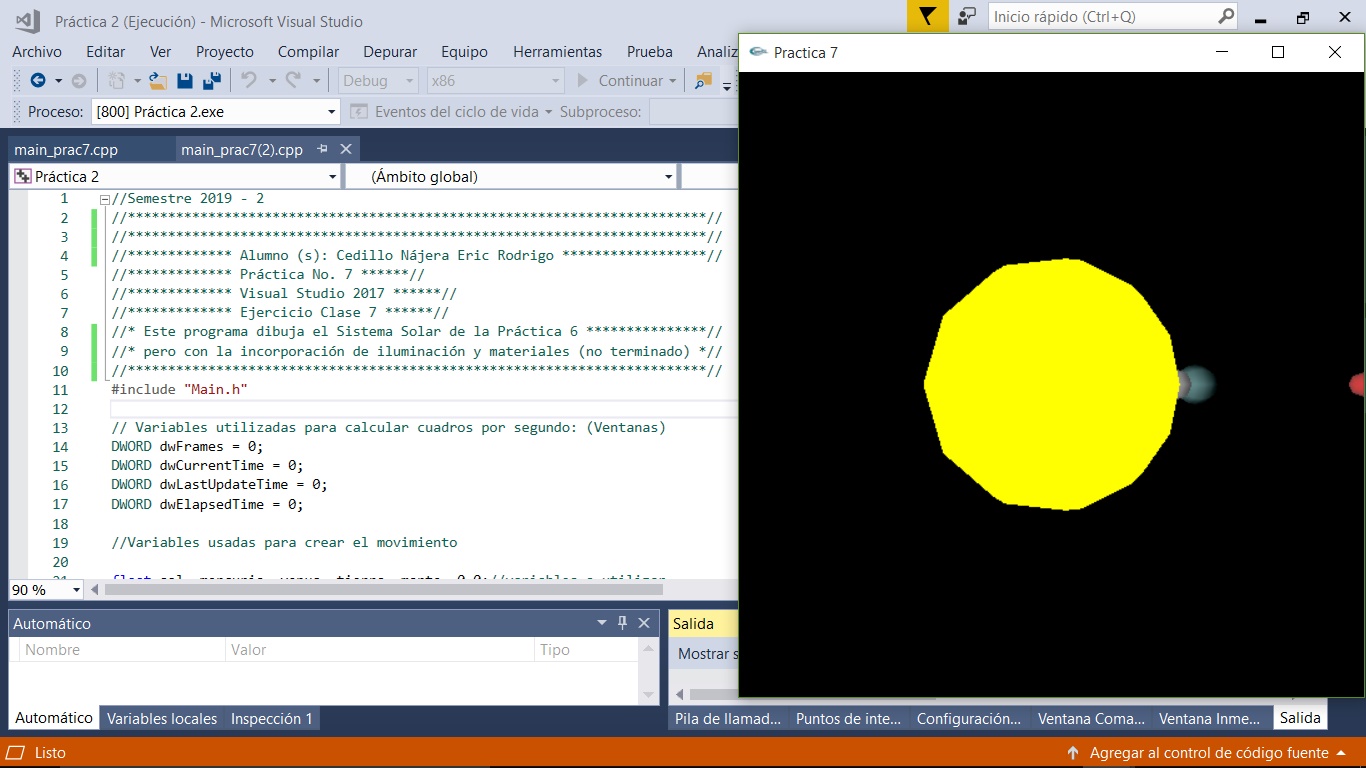 Práctica 2 (Ejecución) - Microsoft Visual Studio
Inicio rápido (Ctrl+Q)
Archivo Editar Ver Proyecto Compilar Depurar Equipo Herramientas Prueba Analiz
Debug x86 Continuar
Proceso: [800] Práctica 2.exe Eventos del ciclo de vida Subproceso:
main_prac7.cpp main_prac7(2).cpp
Práctica 2 (Ámbito global)
1 //Semestre 2019 - 2
2 //************************************************************************//
3 //************************************************************************//
4 //************* Alumno (s): Cedillo Nájera Eric Rodrigo ******************//
5 //************* Práctica No. 7 ******//
6 //************* Visual Studio 2017 ******//
7 //************* Ejercicio Clase 7 ******//
8 //* Este programa dibuja el Sistema Solar de la Práctica 6 ***************//
9 //* pero con la incorporación de iluminación y materiales (no terminado) *//
10 //************************************************************************//
11 #include "Main.h"
12
13 // Variables utilizadas para calcular cuadros por segundo: (Ventanas)
14 DWORD dwFrames = 0;
15 DWORD dwCurrentTime = 0;
16 DWORD dwLastUpdateTime = 0;
17 DWORD dwElapsedTime = 0;
18
19 //Variables usadas para crear el movimiento
20
90 %
Automático
Nombre Valor Tipo
Automático Variables locales Inspección 1
Salida
Mostrar s
Pila de llamad... Puntos de inte... Configuración... Ventana Coma... Ventana Inme... Salida
Listo
Agregar al control de código fuente
Practica 7